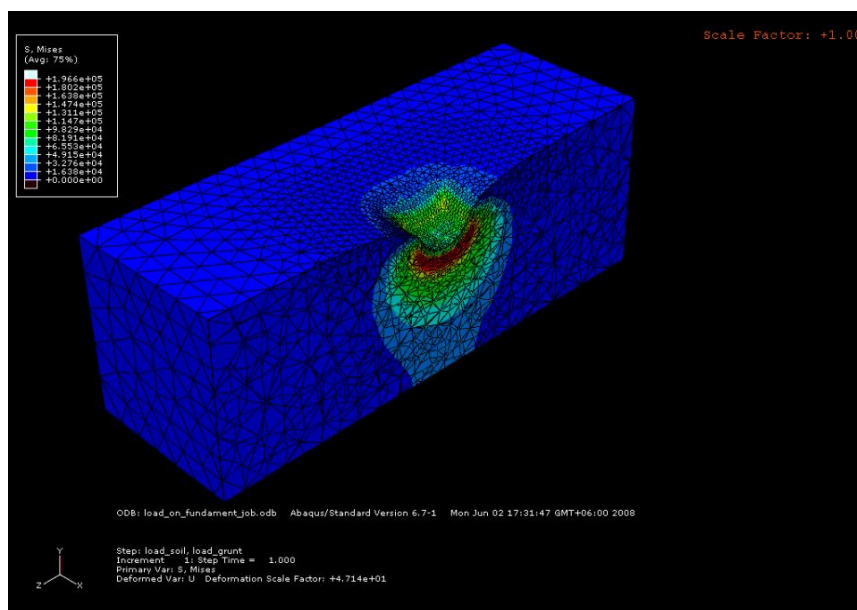 Scale Factor: +1.00
S, Mises
(Avg: 75%)
+1.966e+05
+1.802e+05
+1.638e+05
+1.474e+05
+1.311e+05
+1.147e+05
+9.829e+04
+8.191e+04
+6.553e+04
+4.915e+04
+3.276e+04
+1.638e+04
+0.000e+00
ODB: load_on_fundament_job.odb Abaqus/Standard Version 6.7-1 Mon Jun 02 17:31:47 GMT+06:00 2008
Step: load_soil, load_grunt
Increment 1: Step Time = 1.000
Primary Var: S, Mises
Deformed Var: U Deformation Scale Factor: +4.714e+01
Y
Z X